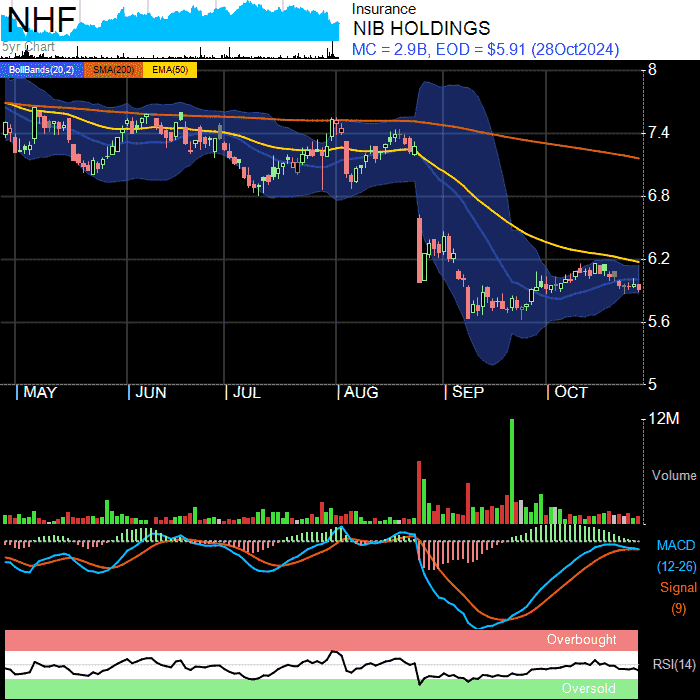 NHF
5yr Chart
Insurance
NIB HOLDINGS
MC = 2.9B, EOD = $5.91 (28Oct2024)
BollBands(20,2) SMA(200) EMA(50)
8
7.4
6.8
6.2
5.6
5
MAY JUN JUL AUG SEP OCT
12M
Volume
MACD
(12-26)
Signal
(9)
Overbought
RSI(14)
Oversold